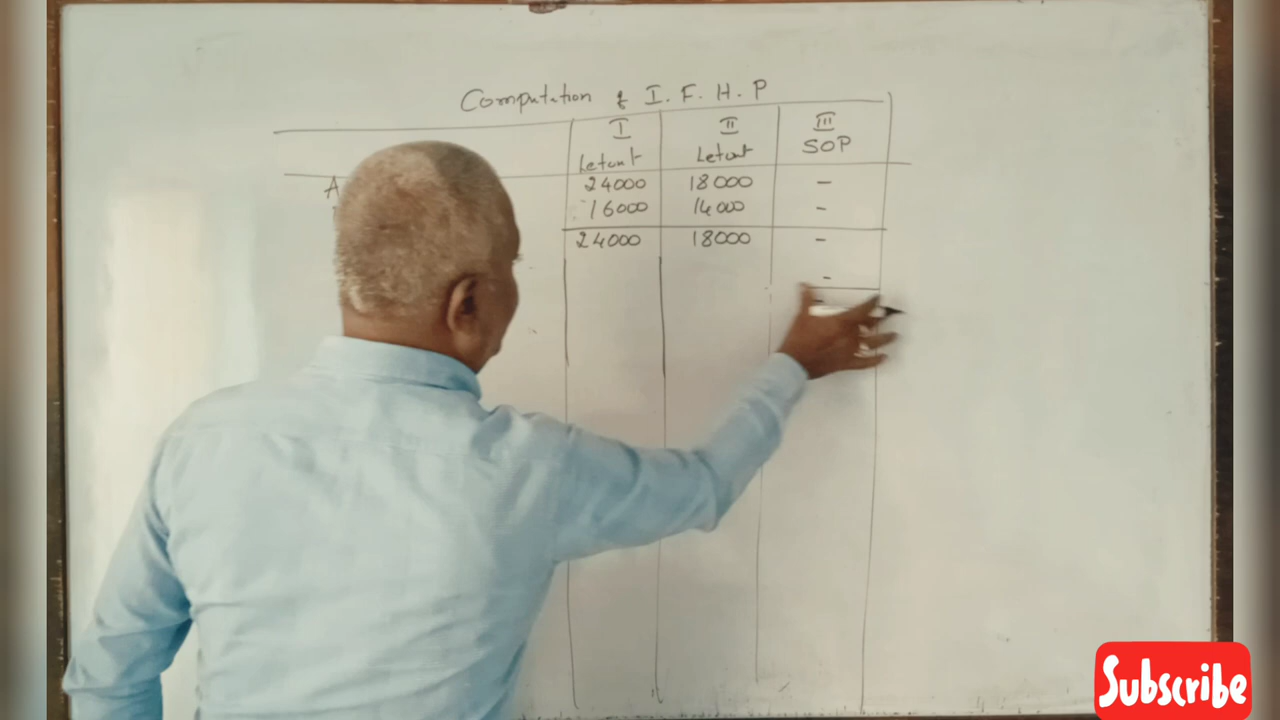 Computation of I. F. H. P
I II III
Letout Letout SOP
A 24000 18000 -
16000 14000 -
24000 18000 -
-
Subscribe